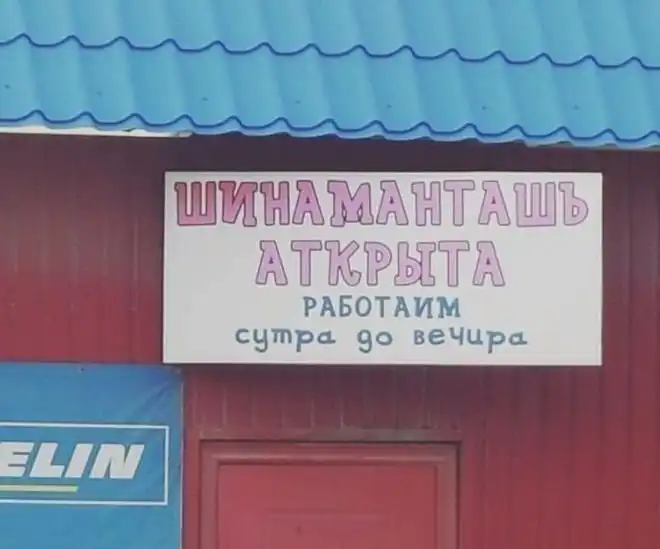 ШИНАМАНТАШЪ
АТКРЫТА
РАБОТАИМ
сутра до вечира
ELIN